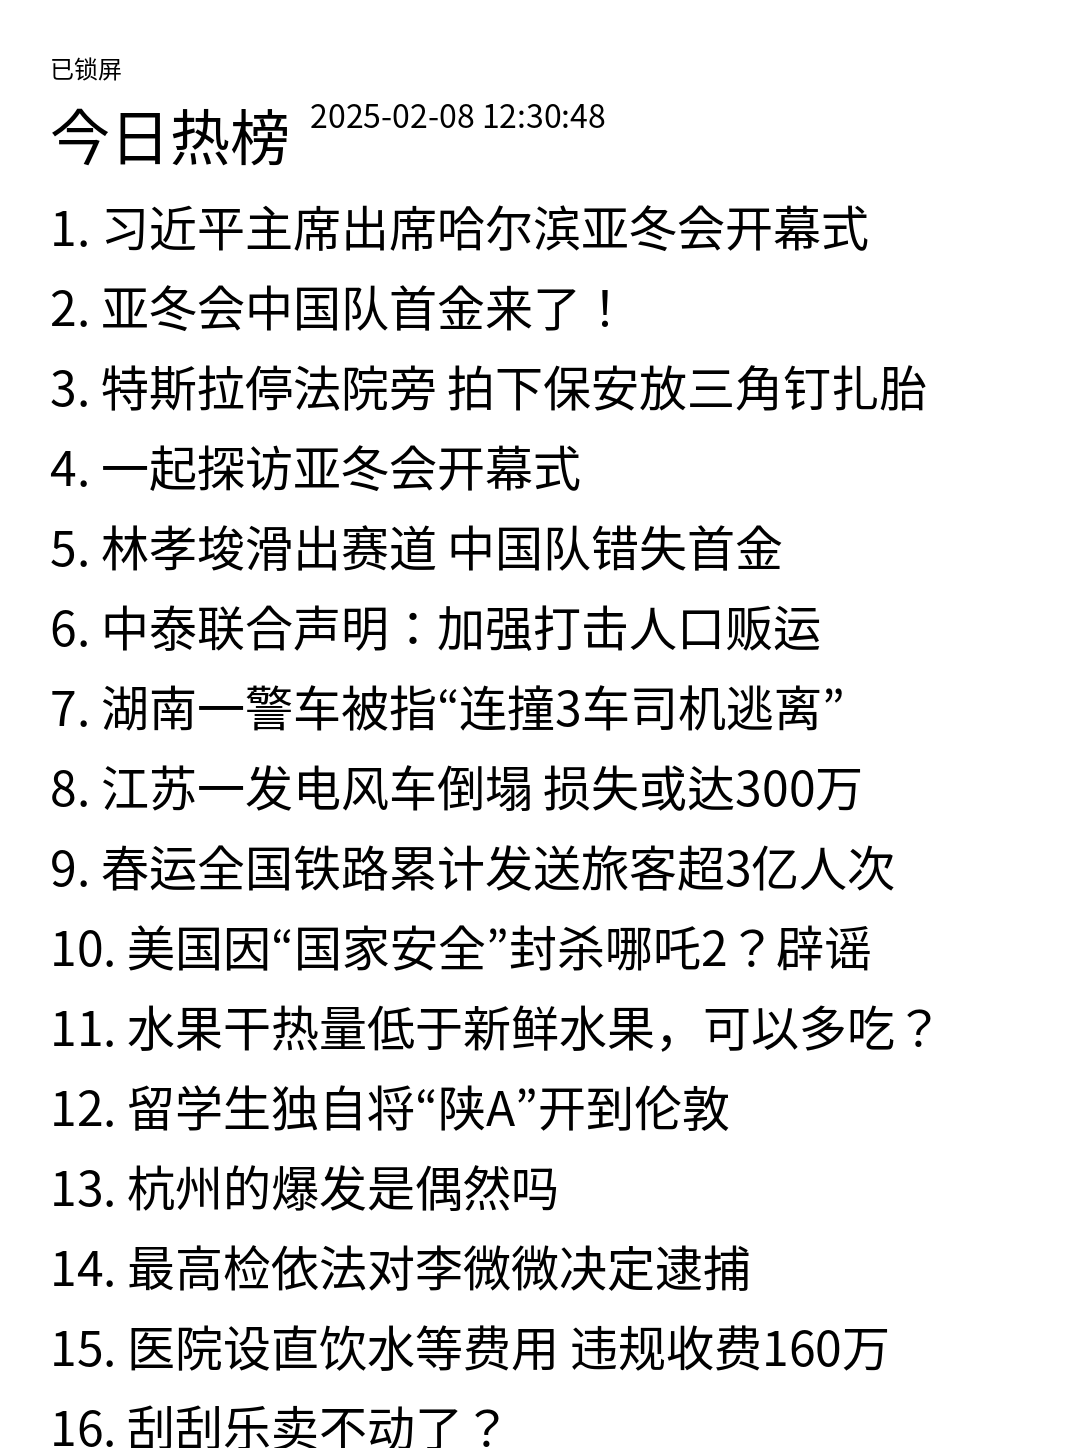 已锁屏
今日热榜 2025-02-08 12:30:48
1. 习近平主席出席哈尔滨亚冬会开幕式
2. 亚冬会中国队首金来了！
3. 特斯拉停法院旁 拍下保安放三角钉扎胎
4. 一起探访亚冬会开幕式
5. 林孝埈滑出赛道 中国队错失首金
6. 中泰联合声明：加强打击人口贩运
7. 湖南一警车被指“连撞3车司机逃离”
8. 江苏一发电风车倒塌 损失或达300万
9. 春运全国铁路累计发送旅客超3亿人次
10. 美国因“国家安全”封杀哪吒2？辟谣
11. 水果干热量低于新鲜水果，可以多吃？
12. 留学生独自将“陕A”开到伦敦
13. 杭州的爆发是偶然吗
14. 最高检依法对李微微决定逮捕
15. 医院设直饮水等费用 违规收费160万
16. 刮刮乐卖不动了？